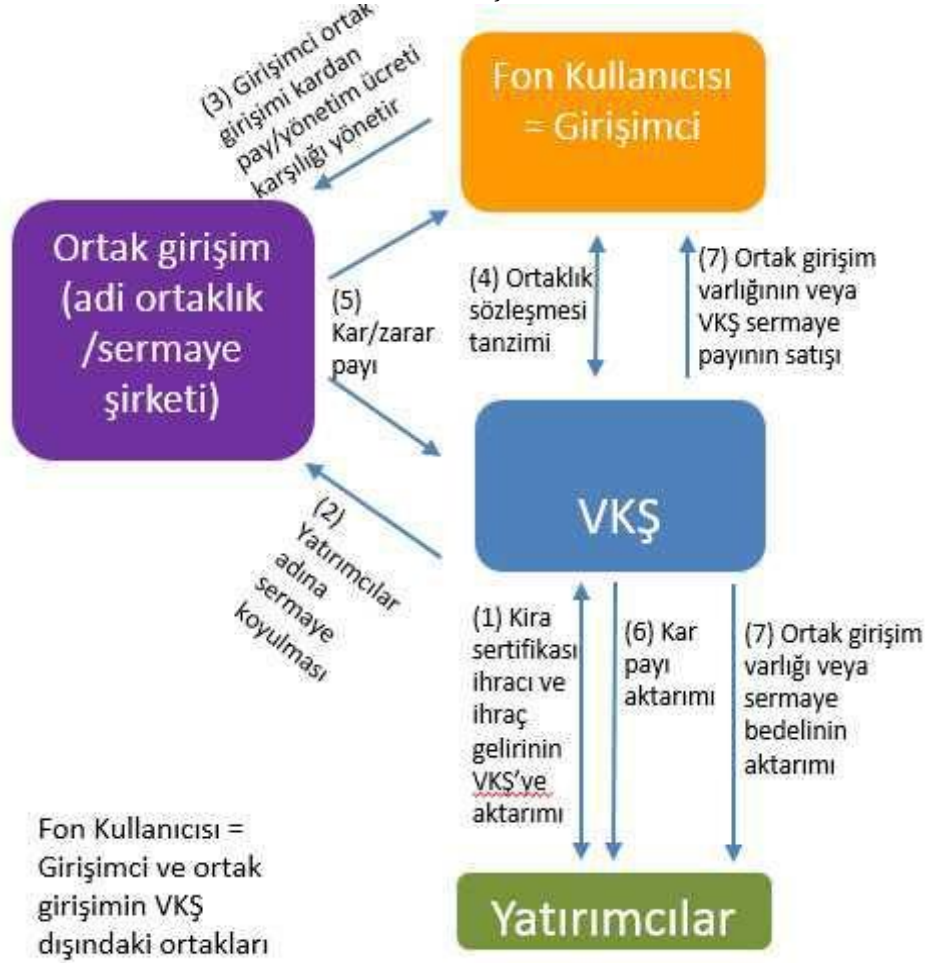 (3) Girişimci ortak
girişimi kardan
pay/yönetim ücreti
karşılığı yönetir
Fon Kullanıcısı
= Girişimci
Ortak girişim
(adi ortaklık
/sermaye
şirketi)
(5)
Kar/zarar
payı
(4) Ortaklık
sözleşmesi
tanzimi
(7) Ortak girişim
varlığının veya
VKŞ sermaye
payının satışı
VKŞ
(2)
Yatırımcılar
adına
sermaye
koyulması
(1) Kira
sertifikası
ihracı ve
ihraç
gelirinin
VKŞ'ye
aktarımı
(6) Kar
payı
aktarımı
(7) Ortak girişim
varlığı veya
sermaye
bedelinin
aktarımı
Fon Kullanıcısı =
Girişimci ve ortak
girişimin VKŞ
dışındaki ortakları
Yatırımcılar